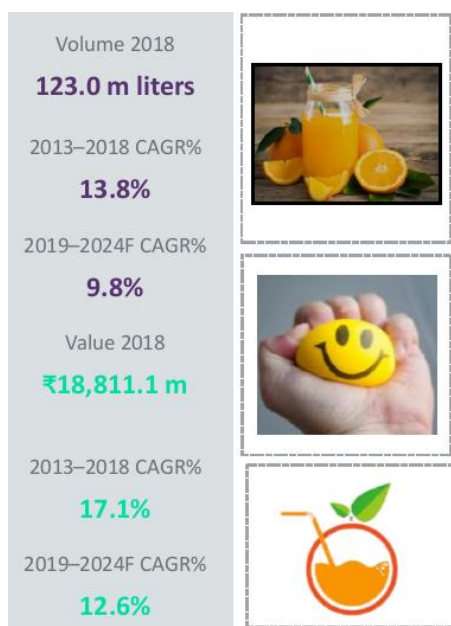 Volume 2018
123.0 m liters
2013–2018 CAGR%
13.8%
2019–2024F CAGR%
9.8%
Value 2018
₹18,811.1 m
2013–2018 CAGR%
17.1%
2019–2024F CAGR%
12.6%